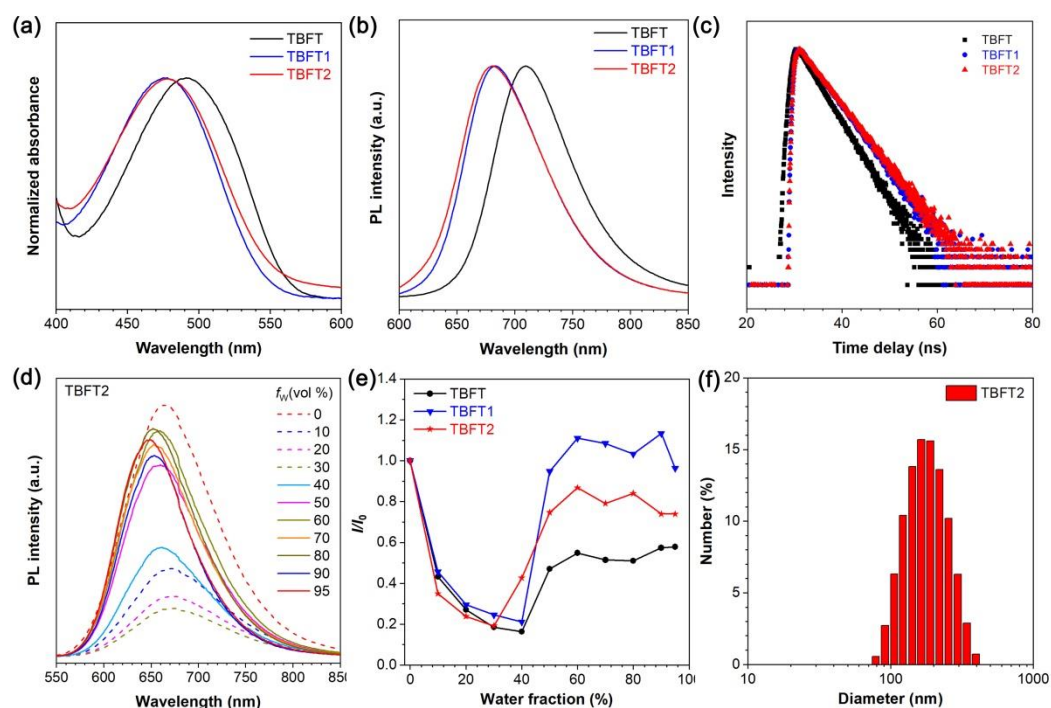 (a)
TBFT
TBFT1
TBFT2
Normalized absorbance
400 450 500 550 600
Wavelength (nm)
(b)
TBFT
TBFT1
TBFT2
PL intensity (a.u.)
600 650 700 750 800 850
Wavelength (nm)
(c)
TBFT
TBFT1
TBFT2
Intensity
20 40 60 80
Time delay (ns)
(d)
TBFT2
fW(vol %)
0
10
20
30
40
50
60
70
80
90
95
PL intensity (a.u.)
550 600 650 700 750 800 850
Wavelength (nm)
(e)
TBFT
TBFT1
TBFT2
I/I0
1.4
1.2
1.0
0.8
0.6
0.4
0.2
0.0
0 20 40 60 80 100
Water fraction (%)
(f)
TBFT2
Number (%)
20
15
10
5
0
10 100 1000
Diameter (nm)